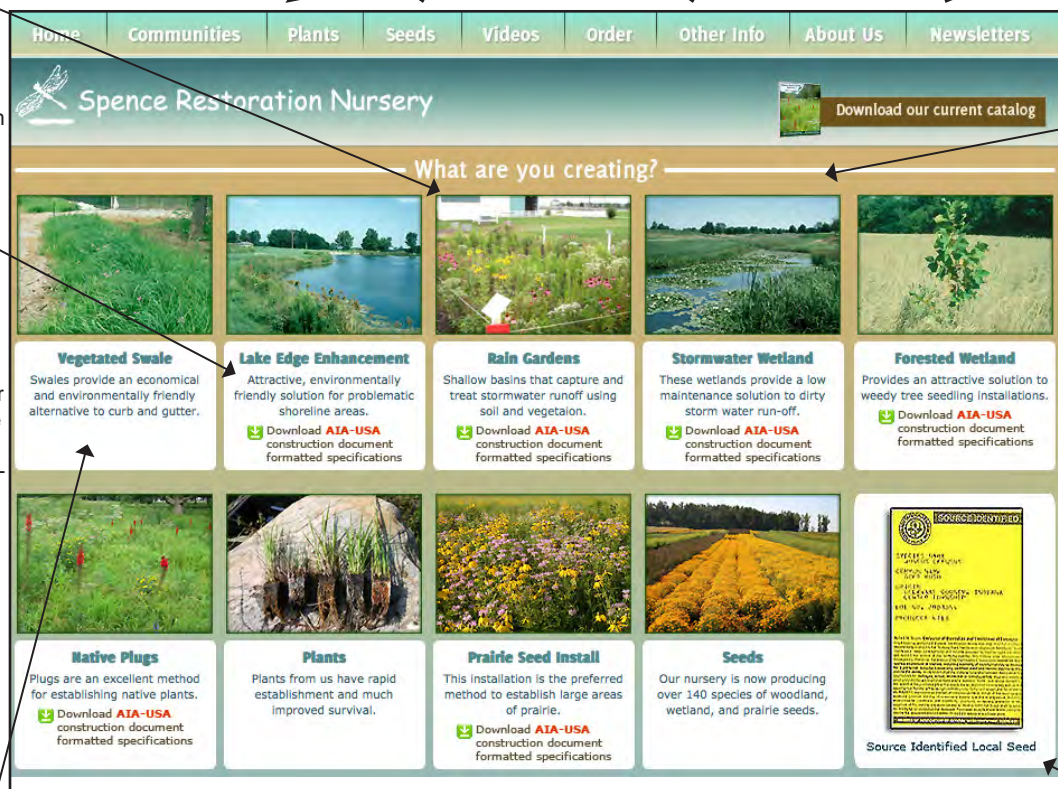 Home Communities Plants Seeds Videos Order Other Info About Us Newsletters
Spence Restoration Nursery
Download our current catalog
What are you creating?
Vegetated Swale
Swales provide an economical
and environmentally friendly
alternative to curb and gutter.
Lake Edge Enhancement
Attractive, environmentally
friendly solution for problematic
shoreline areas.
Download AIA-USA
construction document
formatted specifications
Rain Gardens
Shallow basins that capture and
treat stormwater runoff using
soil and vegetaion.
Download AIA-USA
construction document
formatted specifications
Stormwater Wetland
These wetlands provide a low
maintenance solution to dirty
storm water run-off.
Download AIA-USA
construction document
formatted specifications
Forested Wetland
Provides an attractive solution to
weedy tree seedling installations.
Download AIA-USA
construction document
formatted specifications
Native Plugs
Plugs are an excellent method
for establishing native plants.
Download AIA-USA
construction document
formatted specifications
Plants
Plants from us have rapid
establishment and much
improved survival.
Prairie Seed Install
This installation is the preferred
method to establish large areas
of prairie.
Download AIA-USA
construction document
formatted specifications
Seeds
Our nursery is now producing
over 140 species of woodland,
wetland, and prairie seeds.
SOURCE IDENTIFIED
Source Identified Local Seed